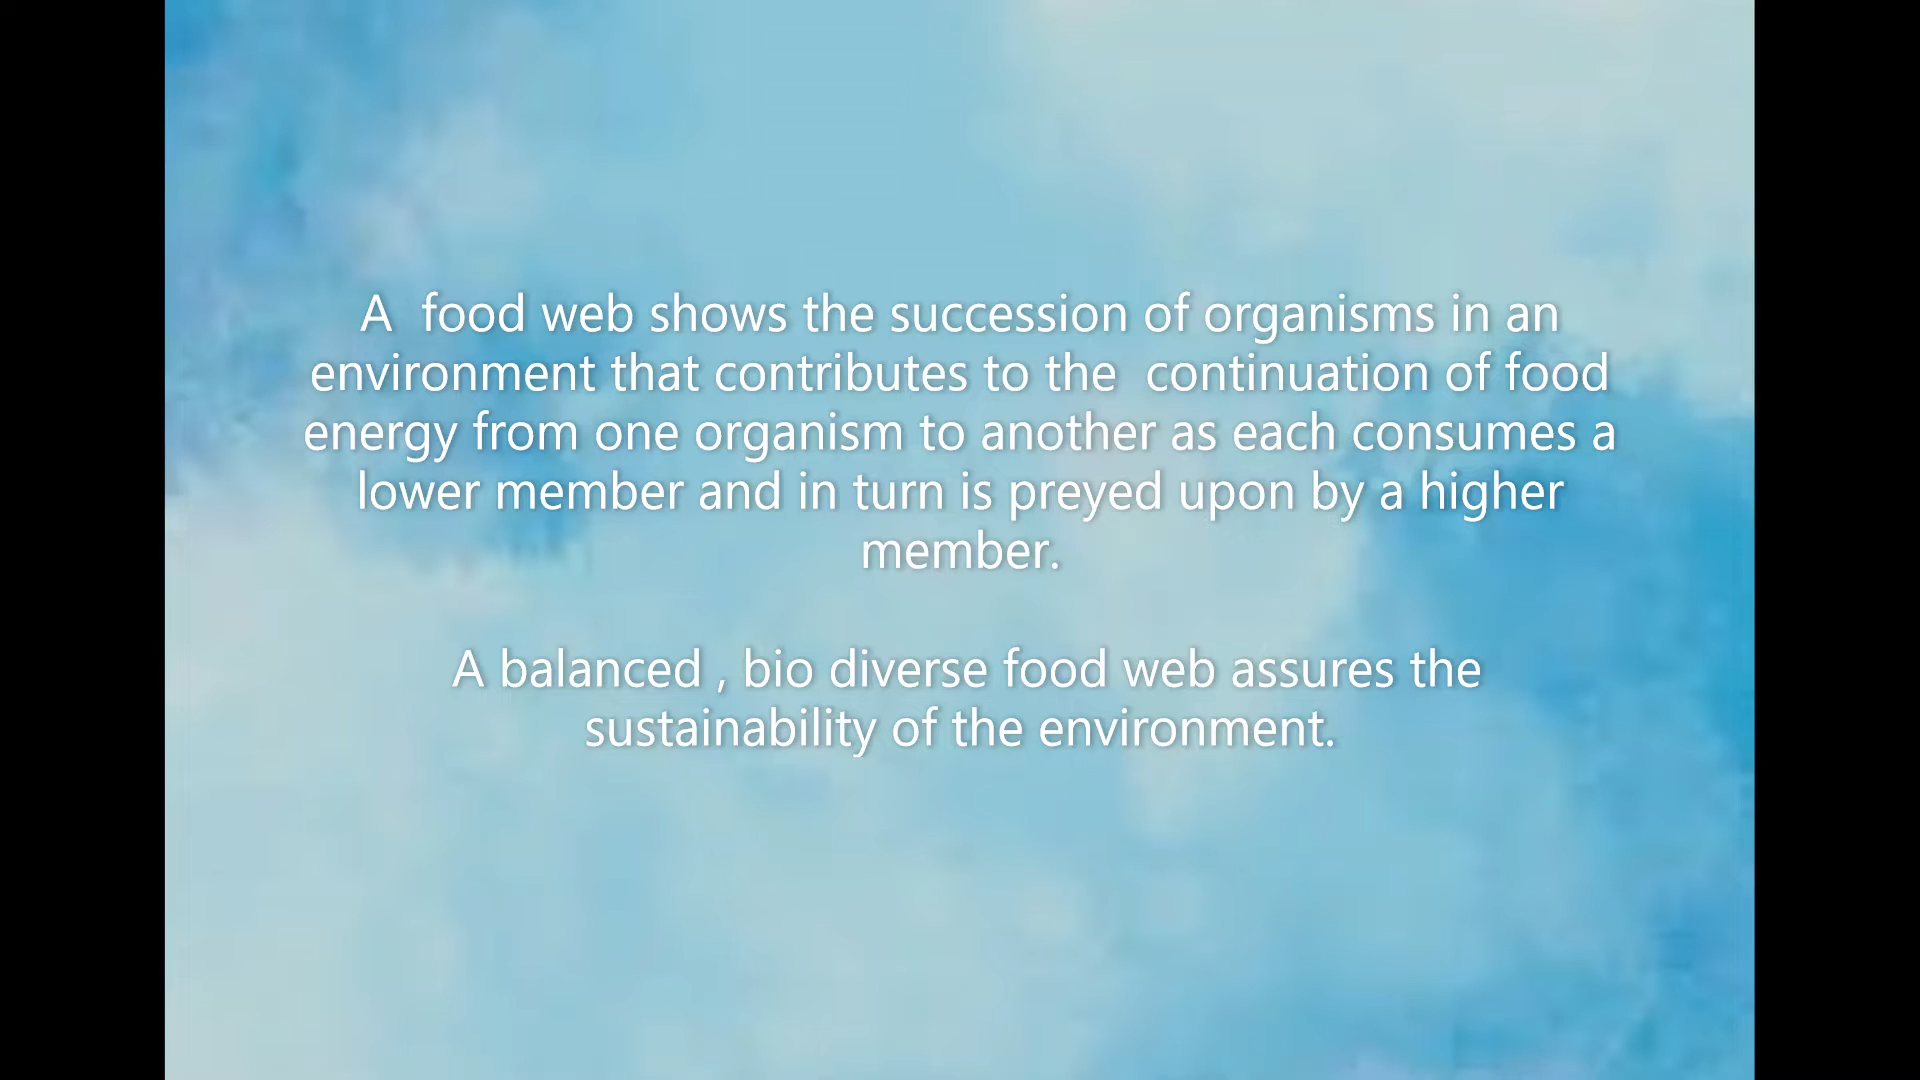 A  food web shows the succession of organisms in an
environment that contributes to the  continuation of food
energy from one organism to another as each consumes a
lower member and in turn is preyed upon by a higher
member.
A balanced , bio diverse food web assures the
sustainability of the environment.